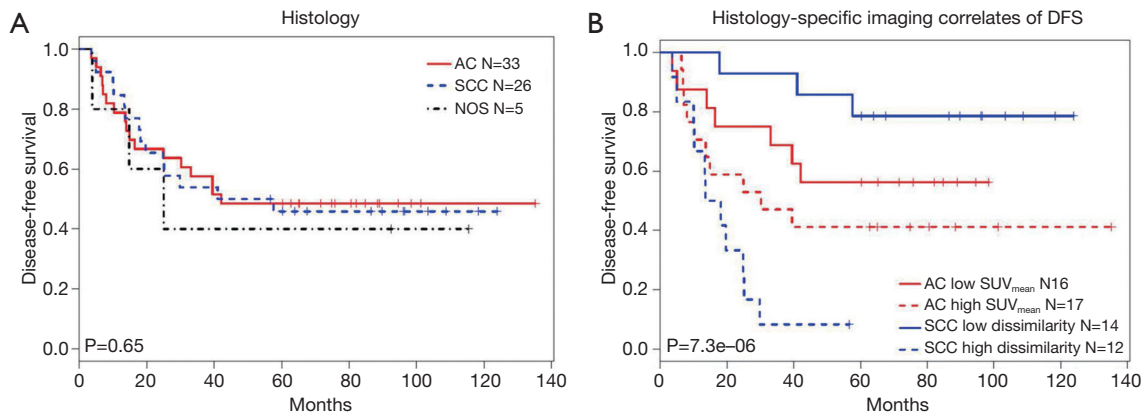 A
Histology
Disease-free survival
1.0
0.8
0.6
0.4
0.2
0.0
AC N=33
SCC N=26
NOS N=5
P=0.65
0 20 40 60 80 100 120 140
Months
B
Histology-specific imaging correlates of DFS
Disease-free survival
1.0
0.8
0.6
0.4
0.2
0.0
AC low SUVmean N16
AC high SUVmean N=17
SCC low dissimilarity N=14
SCC high dissimilarity N=12
P=7.3e−06
0 20 40 60 80 100 120 140
Months